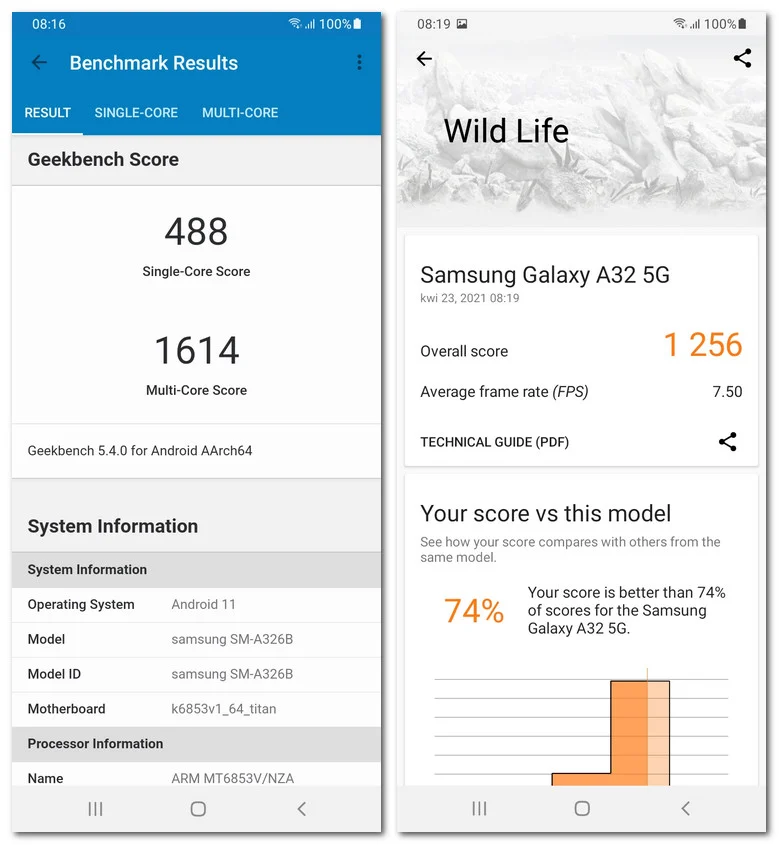 08:16
100%
Benchmark Results
RESULT
SINGLE-CORE
MULTI-CORE
Geekbench Score
488
Single-Core Score
1614
Multi-Core Score
Geekbench 5.4.0 for Android AArch64
System Information
System Information
Operating System Android 11
Model samsung SM-A326B
Model ID samsung SM-A326B
Motherboard k6853v1_64_titan
Processor Information
Name ARM MT6853V/NZA
08:19
100%
Wild Life
Samsung Galaxy A32 5G
kwi 23, 2021 08:19
Overall score 1 256
Average frame rate (FPS) 7.50
TECHNICAL GUIDE (PDF)
Your score vs this model
See how your score compares with others from the
same model.
74%
Your score is better than 74%
of scores for the Samsung
Galaxy A32 5G.